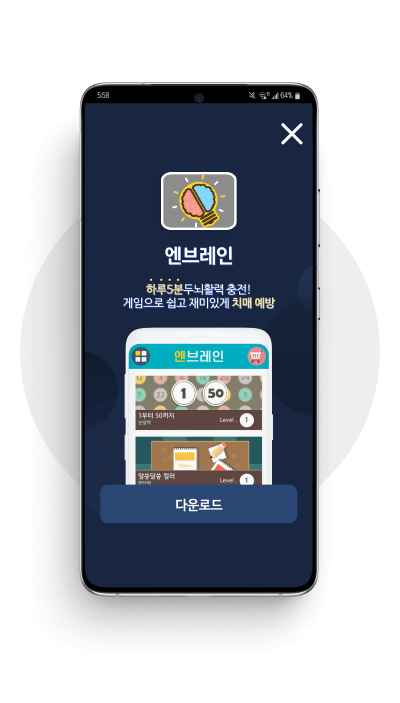 5:58
64%
엔브레인
하루5분두뇌활력 충전!
게임으로 쉽고 재미있게 치매 예방
엔브레인
1 50
1부터 50까지
순발력
Level . 1
알쏭달쏭 컬러
Level . 1
다운로드